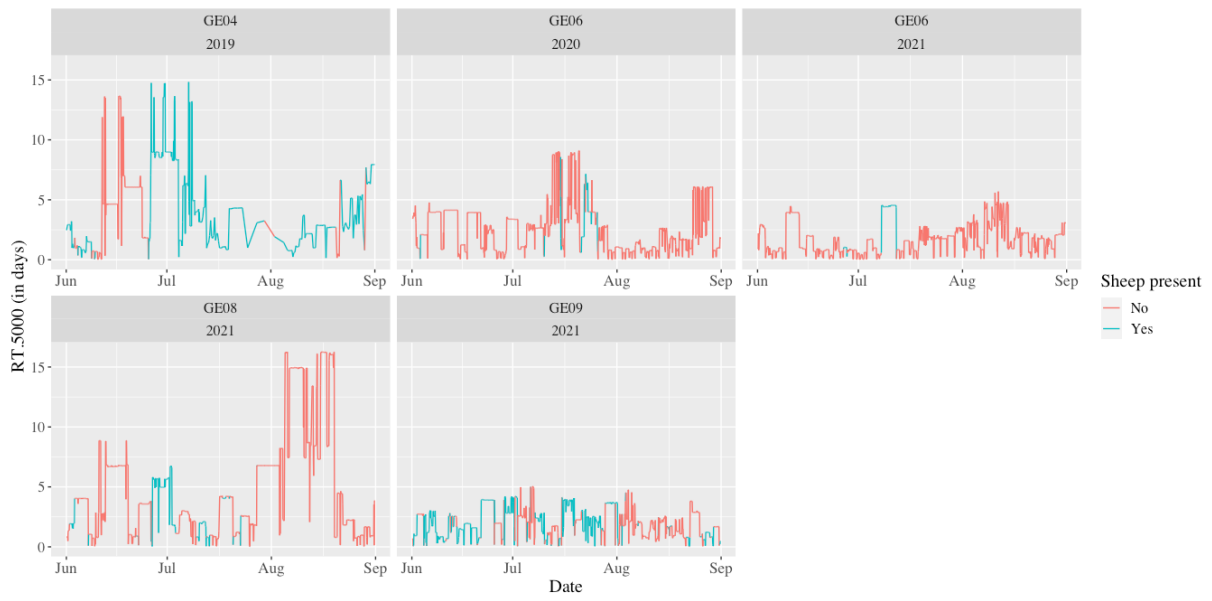 GE04
2019
GE06
2020
GE06
2021
15
10
5
0
Jun Jul Aug Sep
Jun Jul Aug Sep
Jun Jul Aug Sep
GE08
2021
GE09
2021
15
10
5
0
Jun Jul Aug Sep
Jun Jul Aug Sep
RT.5000 (in days)
Date
Sheep present
No
Yes